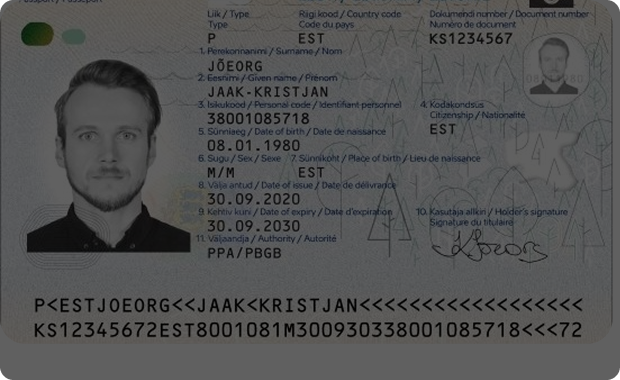 Liik / Type
Type
P
Riigi kood / Country code
Code du pays
EST
Dokumendi number / Document number
Numéro de document
KS1234567
1. Perekonnanimi / Surname / Nom
JÕEORG
2. Eesnimi / Given name / Prénom
JAAK-KRISTJAN
3. Isikukood / Personal code / Identifiant personnel
38001085718
4. Kodakondsus
Citizenship / Nationalité
EST
5. Sünniaeg / Date of birth / Date de naissance
08.01.1980
6. Sugu / Sex / Sexe
M/M
7. Sünnikoht / Place of birth / Lieu de naissance
EST
8. Välja antud / Date of issue / Date de délivrance
30.09.2020
9. Kehtiv kuni / Date of expiry / Date d'expiration
30.09.2030
10. Kasutaja allkiri / Holder's signature
Signature du titulaire
11. Väljaandja / Authority / Autorité
PPA/PBGB
P<ESTJOEORG<<JAAK<KRISTJAN<<<<<<<<<<<<<<<<<<
KS12345672EST8001081M300930338001085718<<<72